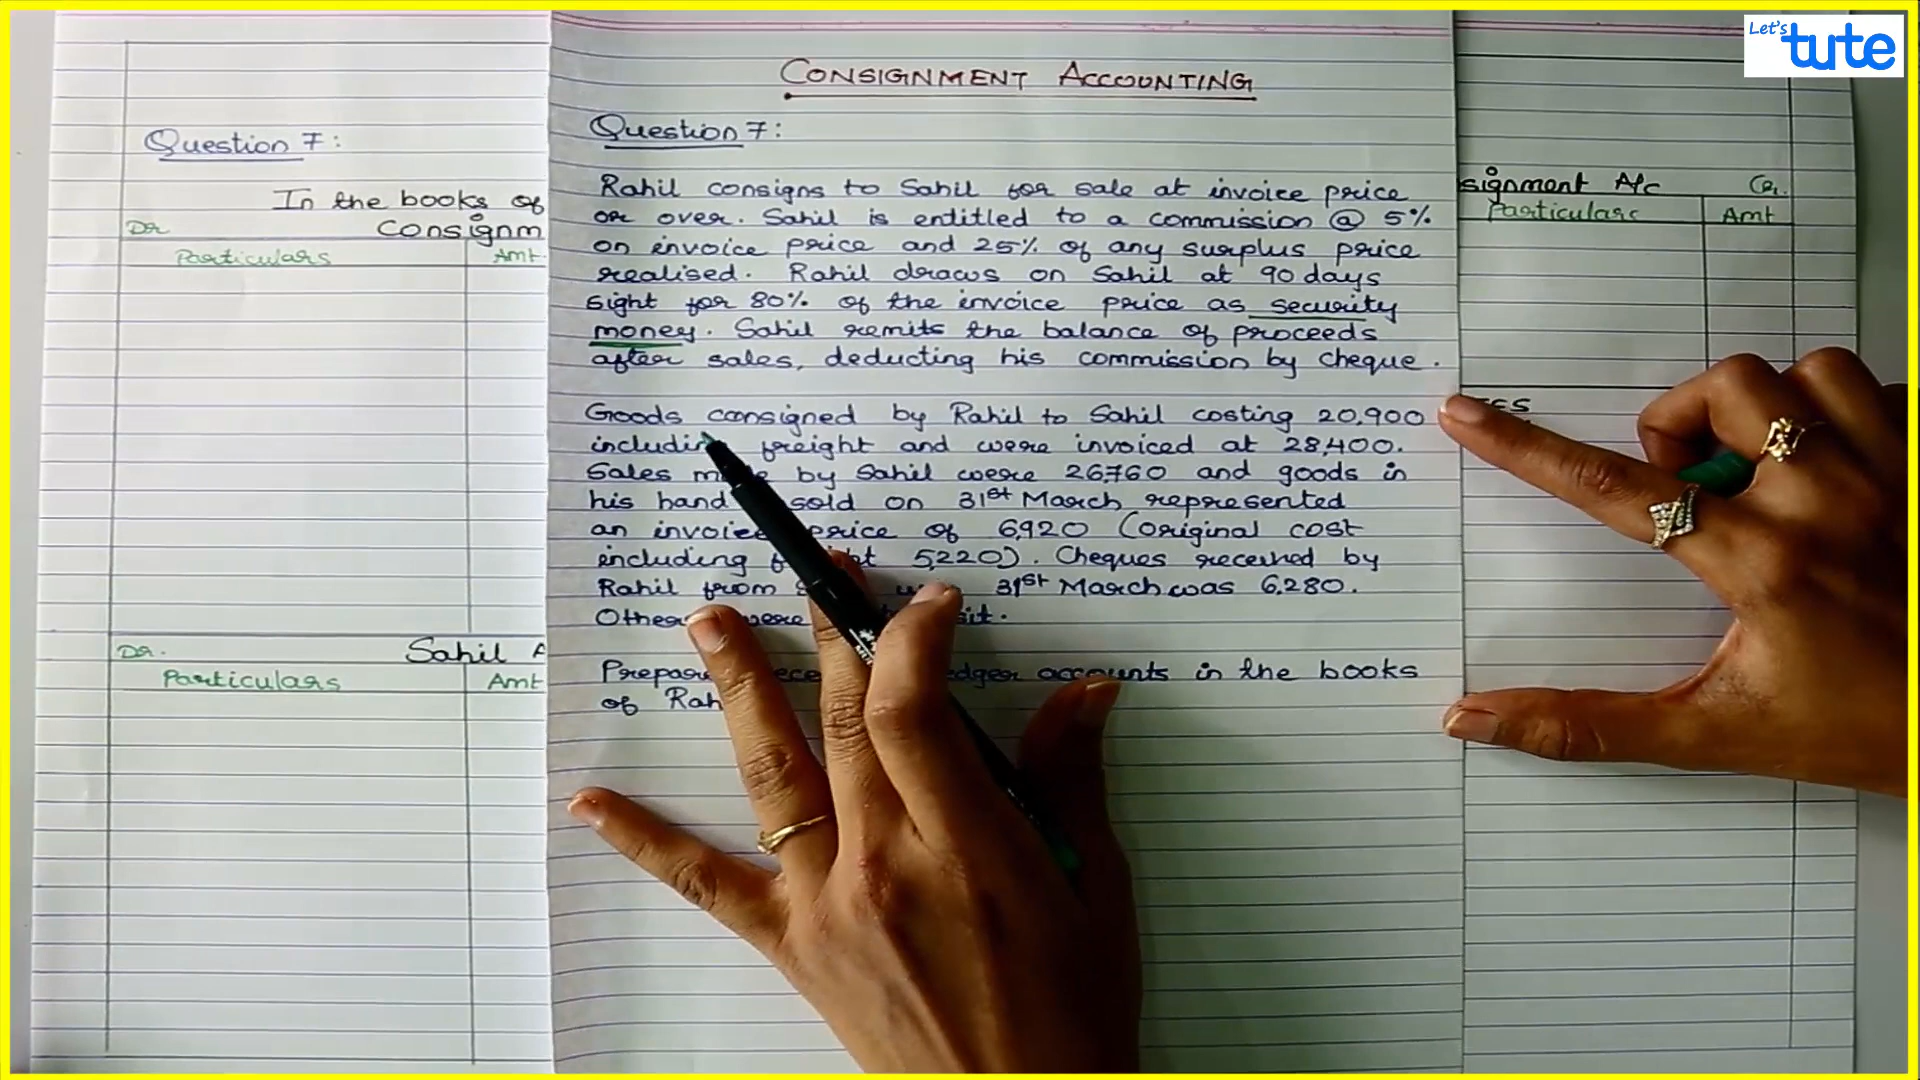 Let's tute
CONSIGNMENT ACCOUNTING
Question 7:
Rahil consigns to Sahil for sale at invoice price
or over. Sahil is entitled to a commission @ 5%
on invoice price and 25% of any surplus price
realised. Rahil draws on Sahil at 90 days
sight for 80% of the invoice price as security
money. Sahil remits the balance of proceeds
after sales, deducting his commission by cheque.
Goods consigned by Rahil to Sahil costing 20,900
including freight and were invoiced at 28,400.
Sales by Sahil were 26,760 and goods in
his hand sold on 31st March represented
an invoice price of 6,920 (original cost
including 5,220). Cheques received by
Rahil from 31st March was 6,280.
Other were
Prepare accounts in the books
of
Question 7:
In the books of
Dr
Consignm
Particulars Amt.
Dr.
Sahil A
Particulars Amt
signment A/c Cr.
Particulars Amt